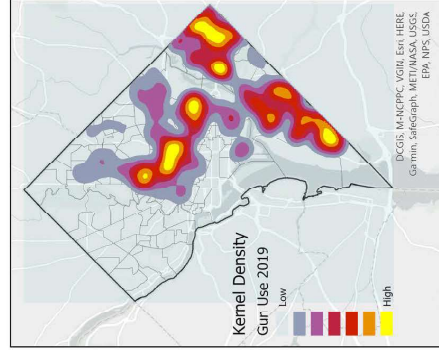 Kernel Density
Gun Use 2019
Low
High
DCGIS, M-NCPPC, VGIN, Esri, HERE,
Garmin, SafeGraph, METI/NASA, USGS,
EPA, NPS, USDA